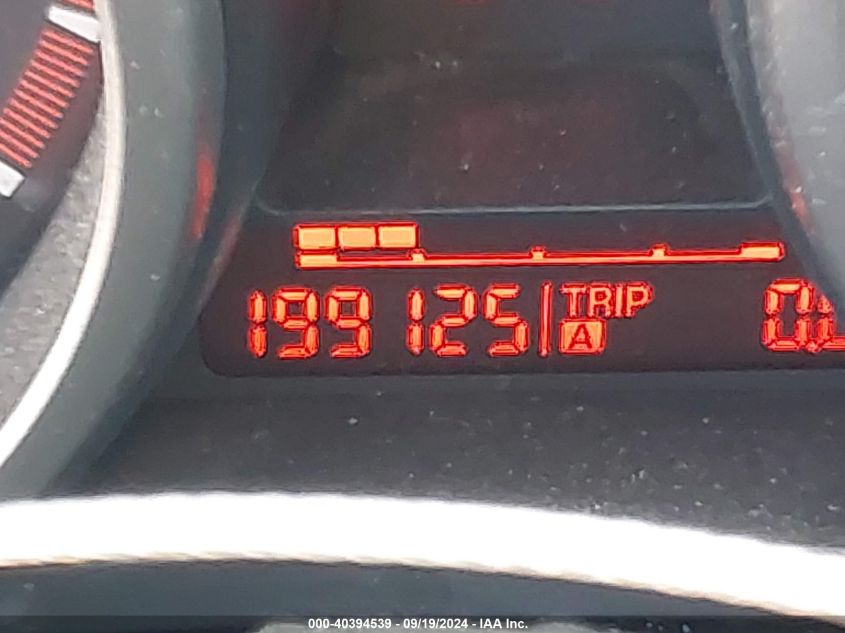 199125 TRIP
A
000-40394539 - 09/19/2024 - IAA Inc.